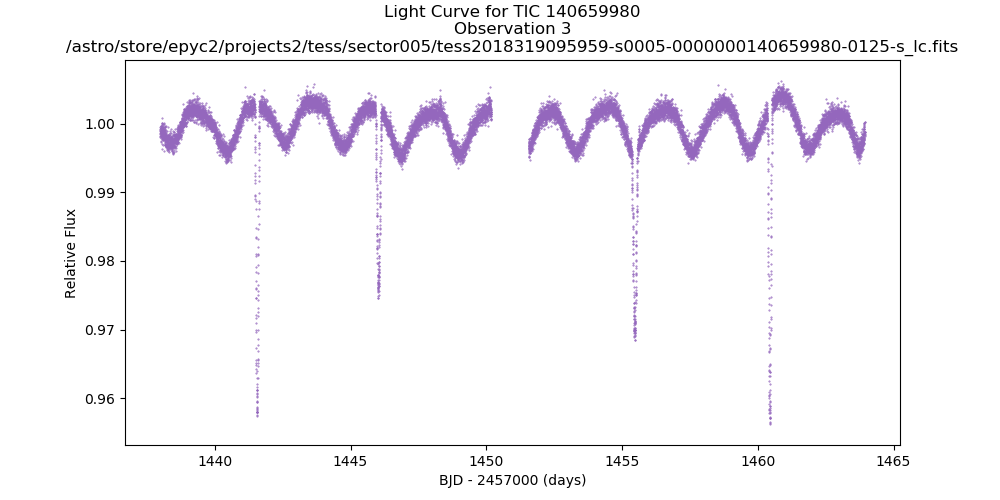 Light Curve for TIC 140659980
Observation 3
/astro/store/epyc2/projects2/tess/sector005/tess2018319095959-s0005-0000000140659980-0125-s_lc.fits
1.00
0.99
0.98
0.97
0.96
Relative Flux
1440
1445
1450
1455
1460
1465
BJD - 2457000 (days)